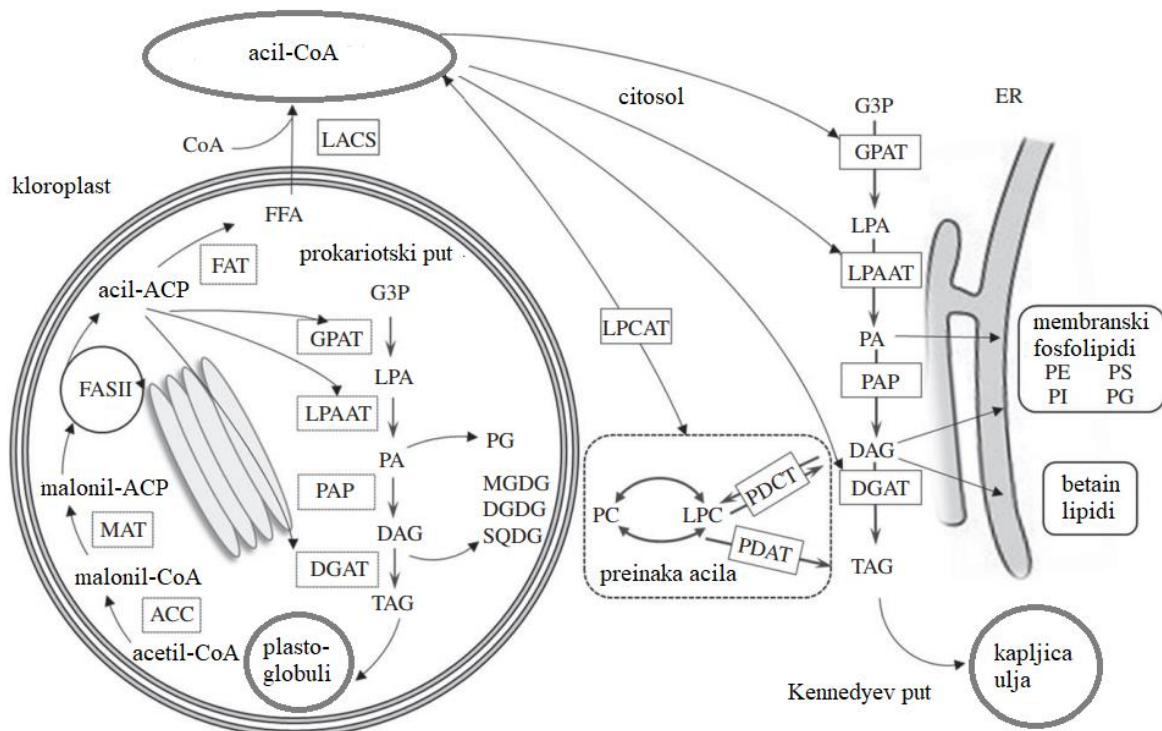 acil-CoA
citosol
G3P
ER
CoA
LACS
GPAT
kloroplast
FFA
prokariotski put
LPA
FAT
LPAAT
acil-ACP
G3P
GPAT
LPCAT
PA
membranski
fosfolipidi
PE PS
PI PG
FASII
LPA
PAP
LPAAT
PG
DAG
PA
MGDG
DGDG
SQDG
malonil-ACP
PAP
PDCT
DGAT
betain
lipidi
PC
LPC
MAT
DAG
PDAT
malonil-CoA
DGAT
preinaka acila
TAG
ACC
TAG
acetil-CoA
plasto-
globuli
kapljica
ulja
Kennedyev put